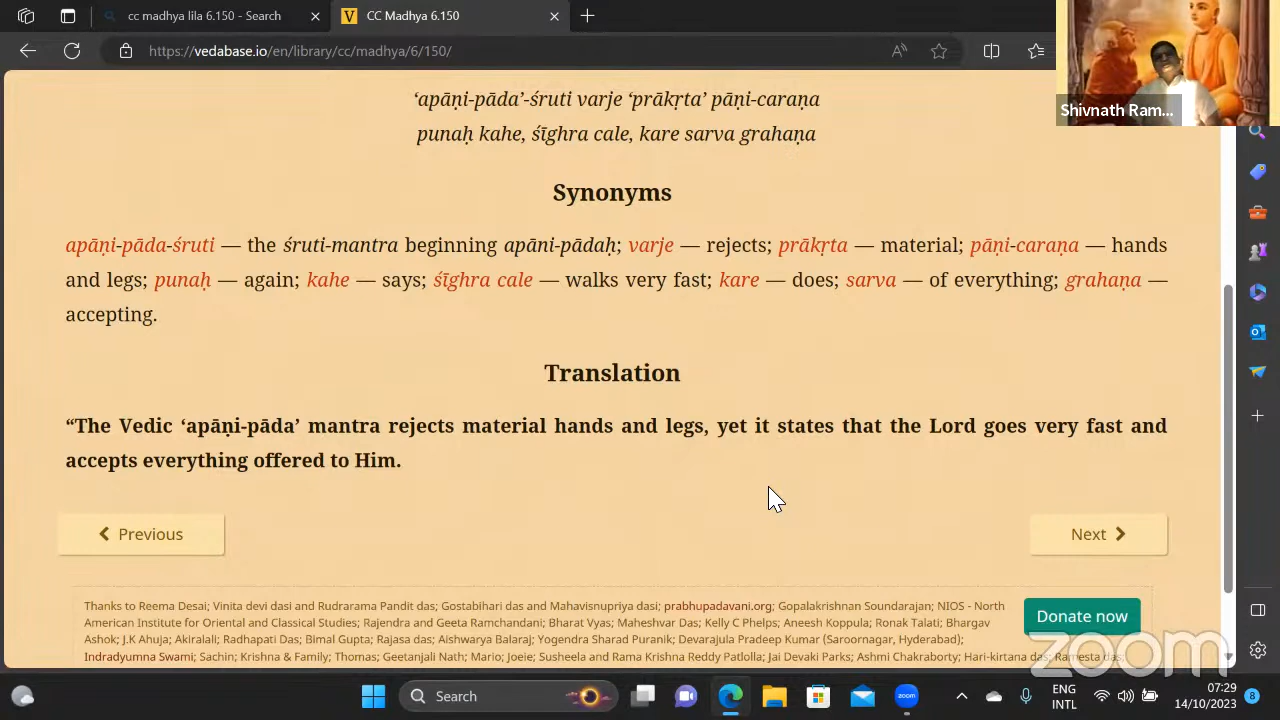 cc madhya lila 6.150 - Search
CC Madhya 6.150
https://vedabase.io/en/library/cc/madhya/6/150/
Shivnath Ram...
‘apāṇi-pāda’-śruti varje ‘prākṛta’ pāṇi-caraṇa
punaḥ kahe, śīghra cale, kare sarva grahaṇa
Synonyms
apāṇi-pāda-śruti — the śruti-mantra beginning apāni-pādaḥ; varje — rejects; prākṛta — material; pāṇi-caraṇa — hands
and legs; punaḥ — again; kahe — says; śīghra cale — walks very fast; kare — does; sarva — of everything; grahaṇa —
accepting.
Translation
“The Vedic ‘apāṇi-pāda’ mantra rejects material hands and legs, yet it states that the Lord goes very fast and
accepts everything offered to Him.
Previous
Next
Thanks to Reema Desai; Vinita devi dasi and Rudrarama Pandit das; Gostabihari das and Mahavisnupriya dasi; prabhupadavani.org; Gopalakrishnan Soundarajan; NIOS - North
American Institute for Oriental and Classical Studies; Rajendra and Geeta Ramchandani; Bharat Vyas; Maheshvar Das; Kelly C Phelps; Aneesh Koppula; Ronak Talati; Bhargav
Ashok; J.K Ahuja; Akiralali; Radhapati Das; Bimal Gupta; Rajasa das; Aishwarya Balaraj; Yogendra Sharad Puranik; Devarajula Pradeep Kumar (Saroornagar, Hyderabad);
Indradyumna Swami; Sachin; Krishna & Family; Thomas; Geetanjali Nath; Mario; Joeie; Susheela and Rama Krishna Reddy Patlolla; Jai Devaki Parks; Ashmi Chakraborty; Hari-kirtana das; Ramesta das;
Donate now
zoom
Search
zoom
ENG
INTL
07:29
14/10/2023
8